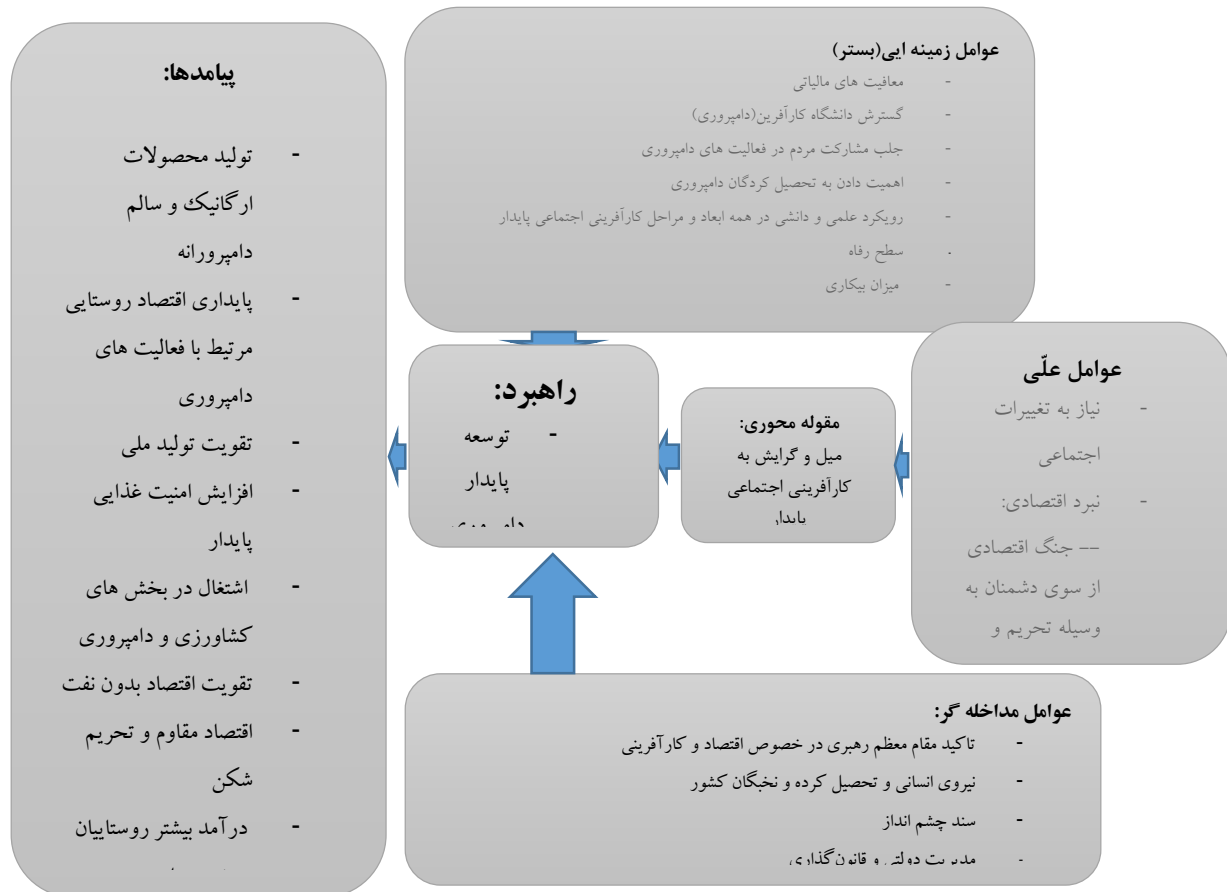 عوامل زمینه ایی(بستر)
- معافیت های مالیاتی
- گسترش دانشگاه کارآفرین(دامپروری)
- جلب مشارکت مردم در فعالیت های دامپروری
- اهمیت دادن به تحصیل کردگان دامپروری
- رویکرد علمی و دانشی در همه ابعاد و مراحل کارآفرینی اجتماعی پایدار
- سطح رفاه
- میزان بیکاری
عوامل علّی
- نیاز به تغییرات
اجتماعی
- نبرد اقتصادی:
-- جنگ اقتصادی
از سوی دشمنان به
وسیله تحریم و
مقوله محوری:
میل و گرایش به
کارآفرینی اجتماعی
پایدار
راهبرد:
- توسعه
پایدار
دامپروری
عوامل مداخله گر:
- تاکید مقام معظم رهبری در خصوص اقتصاد و کارآفرینی
- نیروی انسانی و تحصیل کرده و نخبگان کشور
- سند چشم انداز
- مدیریت دولتی و قانون‌گذاری
پیامدها:
- تولید محصولات
ارگانیک و سالم
دامپرورانه
- پایداری اقتصاد روستایی
مرتبط با فعالیت های
دامپروری
- تقویت تولید ملی
- افزایش امنیت غذایی
پایدار
- اشتغال در بخش های
کشاورزی و دامپروری
- تقویت اقتصاد بدون نفت
- اقتصاد مقاوم و تحریم
شکن
- درآمد بیشتر روستاییان